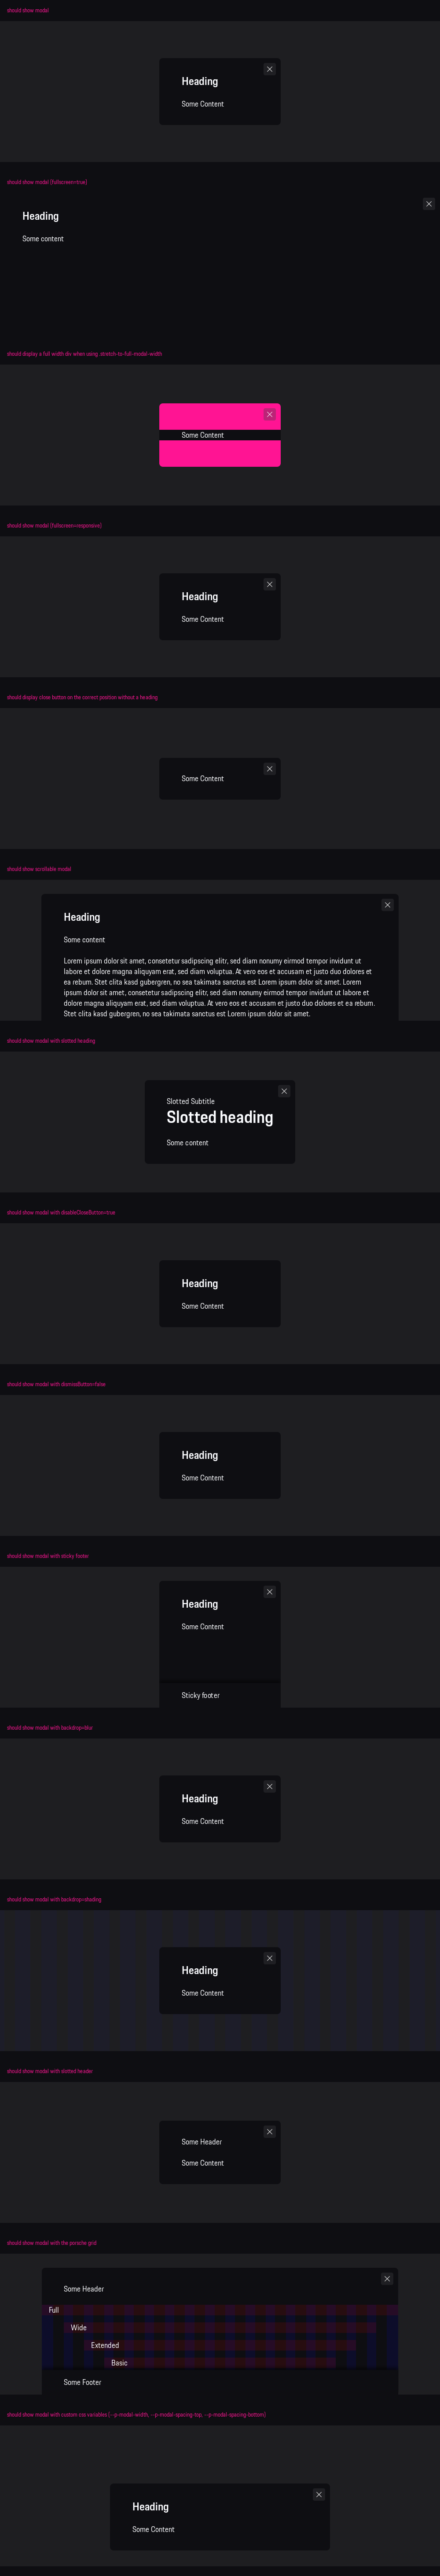 should show modal
Heading
Some Content
should show modal (fullscreen=true)
Heading
Some content
should display a full width div when using .stretch-to-full-modal-width
Some Content
should show modal (fullscreen=responsive)
Heading
Some Content
should display close button on the correct position without a heading
Some Content
should show scrollable modal
Heading
Some content
Lorem ipsum dolor sit amet, consetetur sadipscing elitr, sed diam nonumy eirmod tempor invidunt ut
labore et dolore magna aliquyam erat, sed diam voluptua. At vero eos et accusam et justo duo dolores et
ea rebum. Stet clita kasd gubergren, no sea takimata sanctus est Lorem ipsum dolor sit amet. Lorem
ipsum dolor sit amet, consetetur sadipscing elitr, sed diam nonumy eirmod tempor invidunt ut labore et
dolore magna aliquyam erat, sed diam voluptua. At vero eos et accusam et justo duo dolores et ea rebum.
Stet clita kasd gubergren, no sea takimata sanctus est Lorem ipsum dolor sit amet.
should show modal with slotted heading
Slotted Subtitle
Slotted heading
Some content
should show modal with disableCloseButton=true
Heading
Some Content
should show modal with dismissButton=false
Heading
Some Content
should show modal with sticky footer
Heading
Some Content
Sticky footer
should show modal with backdrop=blur
Heading
Some Content
should show modal with backdrop=shading
Heading
Some Content
should show modal with slotted header
Some Header
Some Content
should show modal with the porsche grid
Some Header
Full
Wide
Extended
Basic
Some Footer
should show modal with custom css variables (--p-modal-width, --p-modal-spacing-top, --p-modal-spacing-bottom)
Heading
Some Content